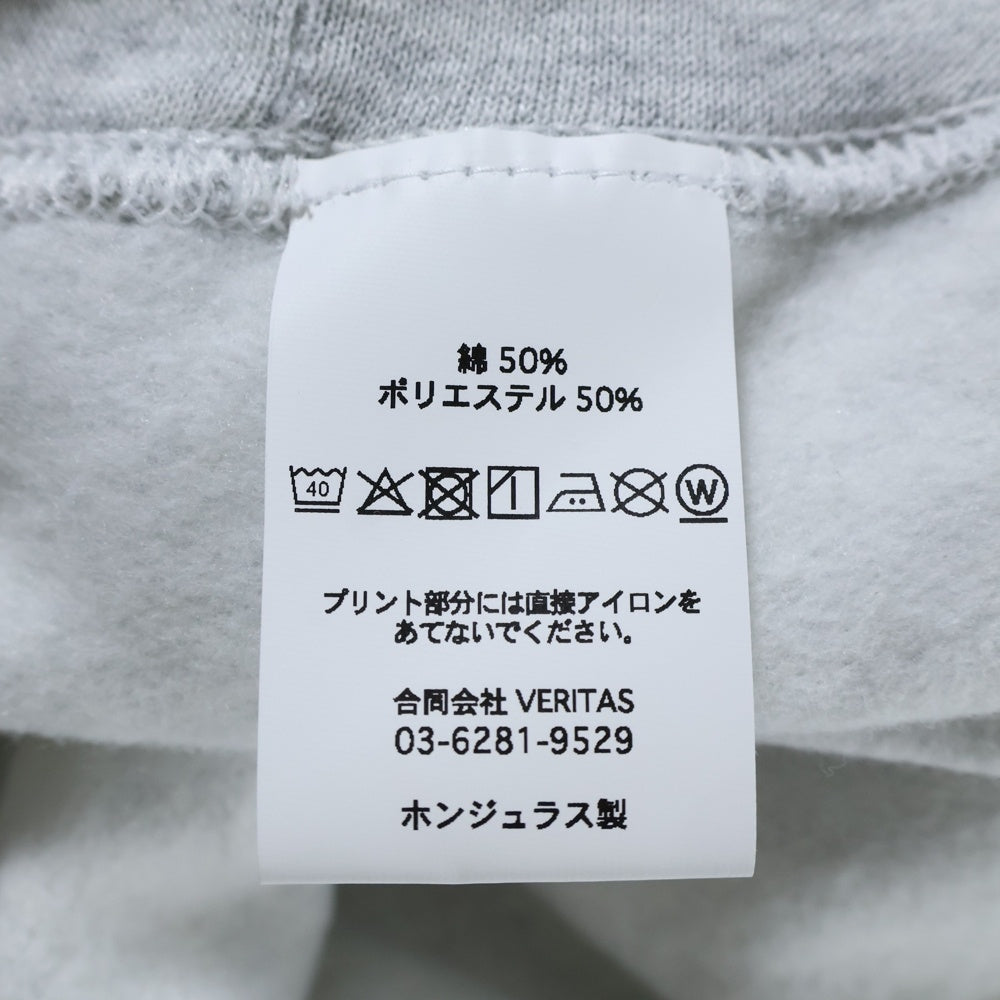 綿 50%
ポリエステル 50%
40
W
プリント部分には直接アイロンを
あてないでください。
合同会社 VERITAS
03-6281-9529
ホンジュラス製